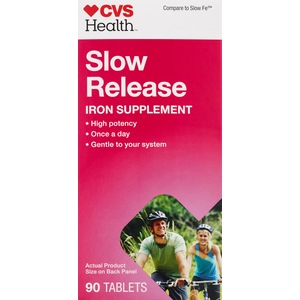 CVS
Health
Compare to Slow Fe™*
Slow
Release
IRON SUPPLEMENT
• High potency
• Once a day
• Gentle to your system
Actual Product
Size on Back Panel
90 TABLETS